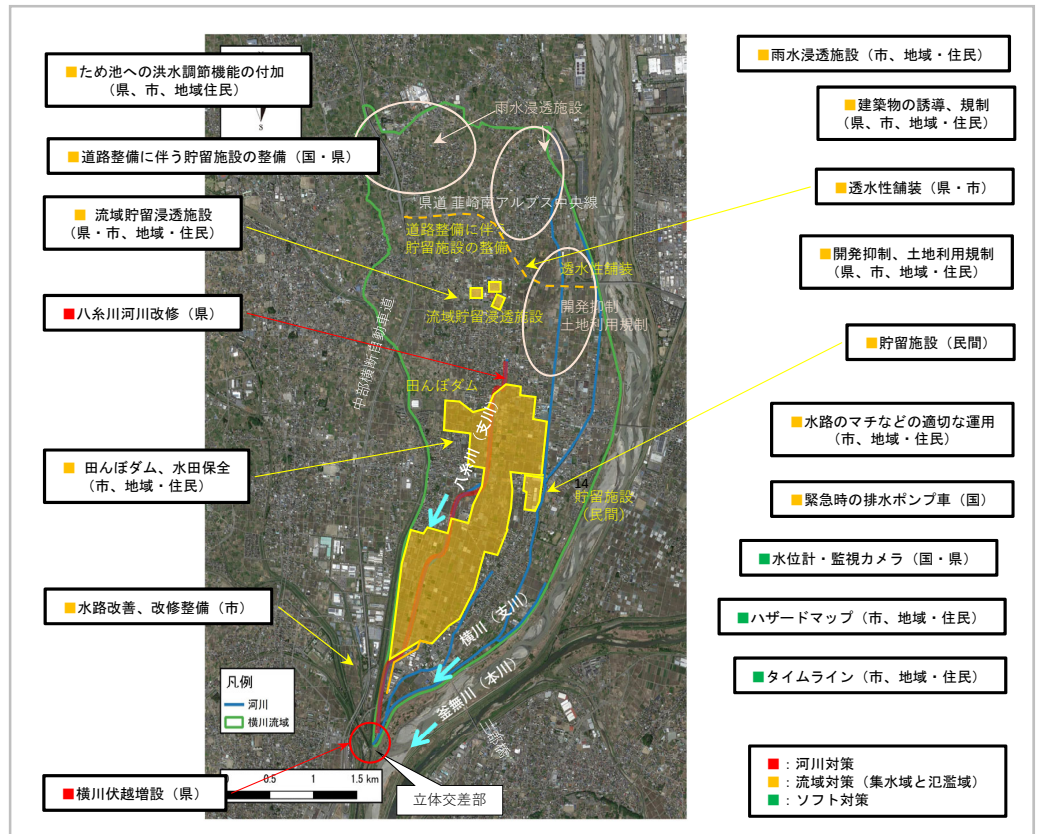 ■ため池への洪水調節機能の付加
(県、市、地域住民)
■道路整備に伴う貯留施設の整備(国・県)
■ 流域貯留浸透施設
(県・市、地域・住民)
■八糸川河川改修(県)
■ 田んぼダム、水田保全
(市、地域・住民)
■水路改善、改修整備(市)
■横川伏越増設(県)
S
雨水浸透施設
県道 韮崎南アルプス中央線
道路整備に伴う
貯留施設の整備
透水性舗装
流域貯留浸透施設
開発抑制
土地利用規制
中部横断自動車道
田んぼダム
八糸川(支川)
14
貯留施設
(民間)
横川(支川)
釜無川(本川)
凡例
河川
横川流域
0 0.5 1 1.5 km
立体交差部
■雨水浸透施設(市、地域・住民)
■建築物の誘導、規制
(県、市、地域・住民)
■透水性舗装(県・市)
■開発抑制、土地利用規制
(県、市、地域・住民)
■貯留施設(民間)
■水路のマチなどの適切な運用
(市、地域・住民)
■緊急時の排水ポンプ車(国)
■水位計・監視カメラ(国・県)
■ハザードマップ(市、地域・住民)
■タイムライン(市、地域・住民)
■:河川対策
■:流域対策(集水域と氾濫域)
■:ソフト対策